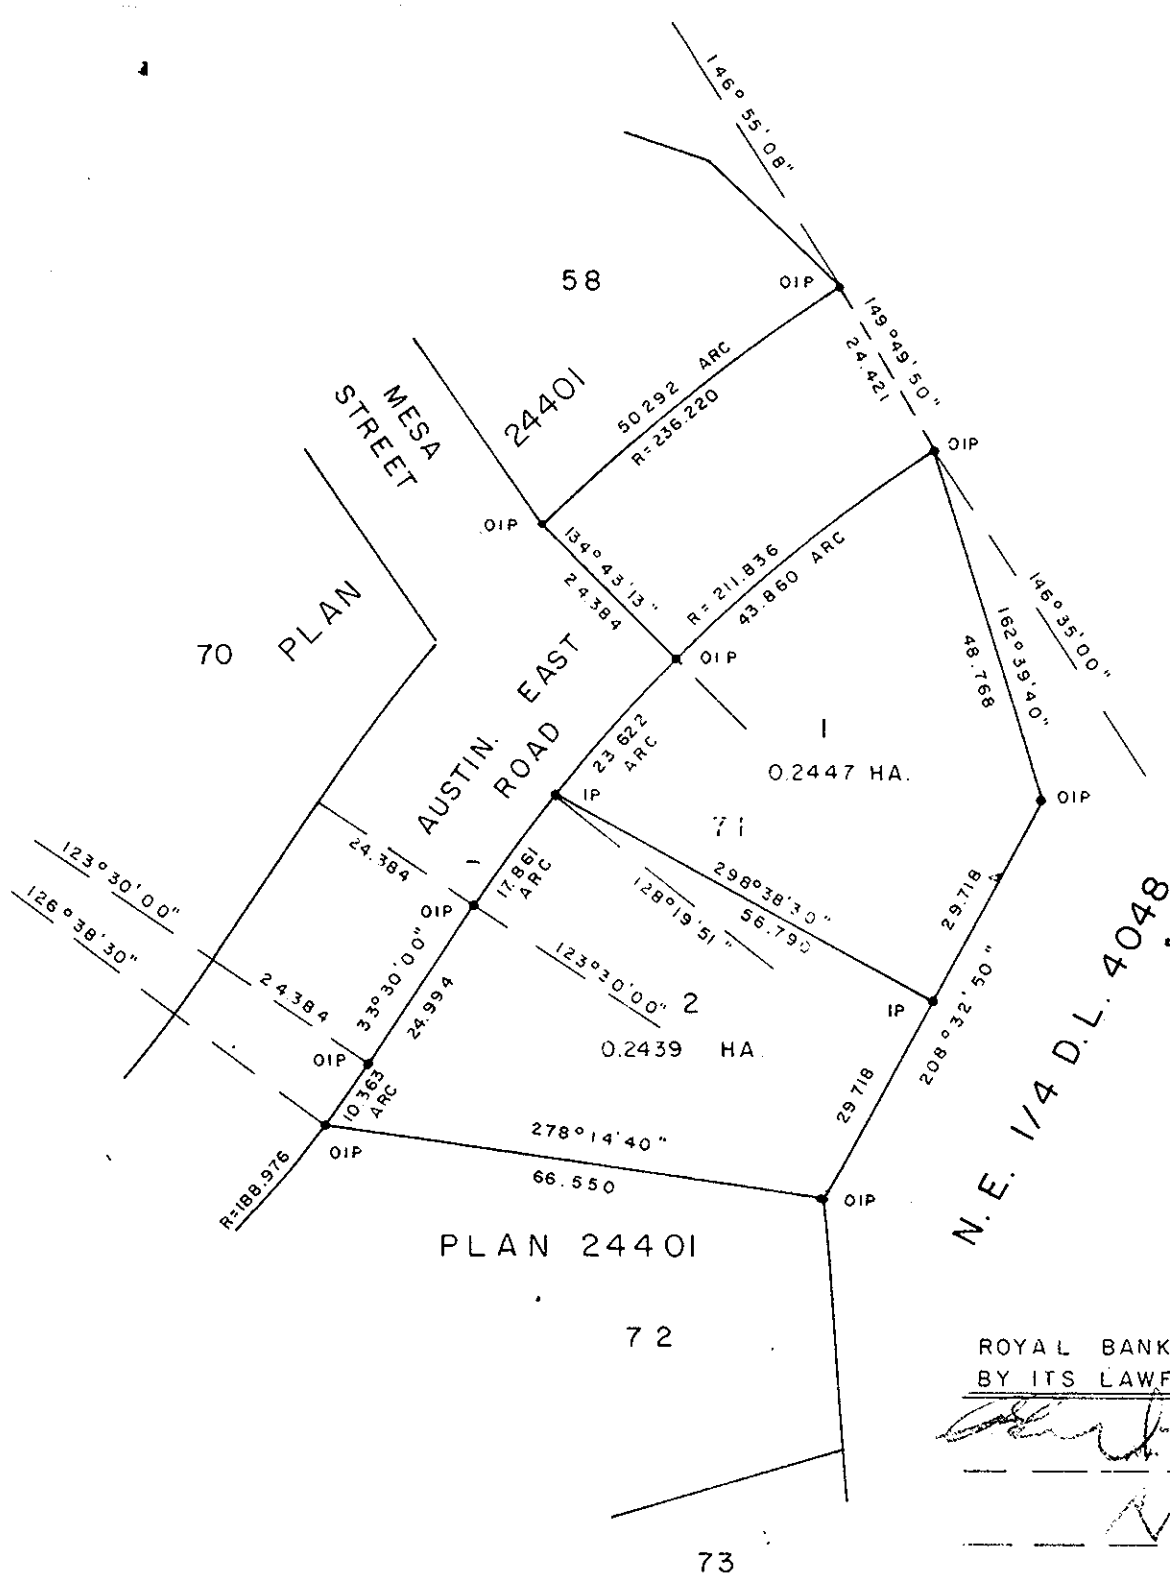 146°55'08"
58
OIP
149°49'50"
24.421
MESA
STREET
24401
50.292 ARC
R=236.220
OIP
OIP
134°43'13"
24.384
R=211.836
43.860 ARC
146°35'00"
162°39'40"
48.768
70
PLAN
OIP
AUSTIN. EAST
ROAD
23.622
ARC
1
0.2447 HA.
IP
OIP
71
24.384
17.861
ARC
298°38'30"
56.790
128°19'51"
29.718
123°30'00"
126°38'30"
OIP
33°30'00"
24.994
123°30'00"
2
0.2439 HA.
IP
208°32'50"
N.E. 1/4 D.L. 4048
24.384
OIP
10.363
ARC
29.718
278°14'40"
66.550
OIP
R=188.976
OIP
PLAN 24401
72
ROYAL BANK
BY ITS LAWF
73